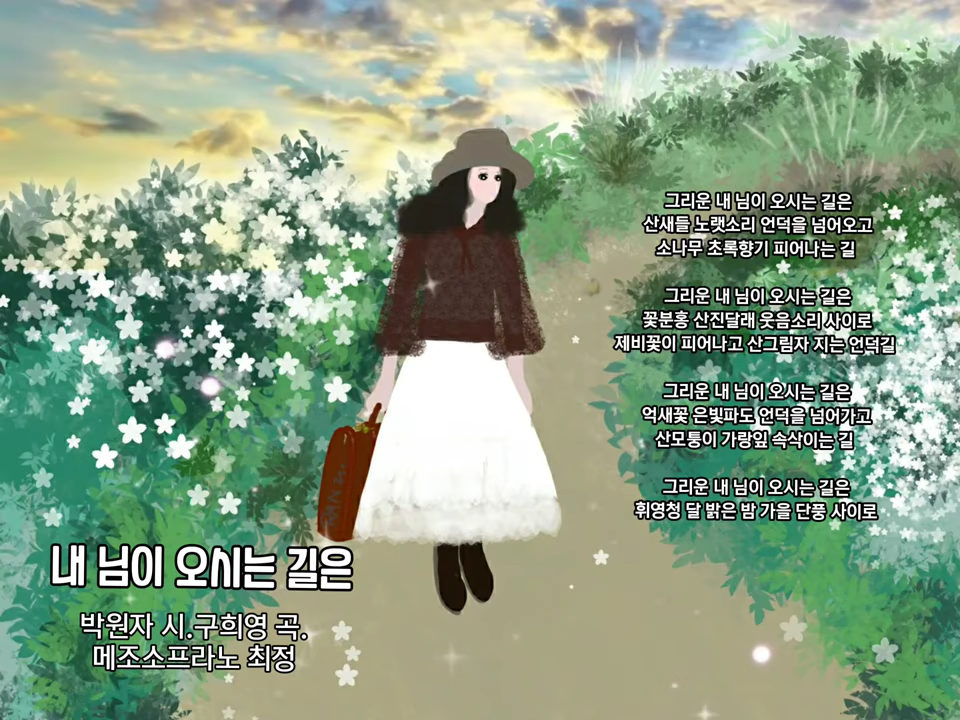 그리운 내 님이 오시는 길은
산새들 노랫소리 언덕을 넘어오고
소나무 초록향기 피어나는 길
그리운 내 님이 오시는 길은
꽃분홍 산진달래 웃음소리 사이로
제비꽃이 피어나고 산그림자 지는 언덕길
그리운 내 님이 오시는 길은
억새꽃 은빛파도 언덕을 넘어가고
산모퉁이 가랑잎 속삭이는 길
그리운 내 님이 오시는 길은
휘영청 달 밝은 밤 가을 단풍 사이로
내 님이 오시는 길은
박원자 시.구희영 곡.
메조소프라노 최정